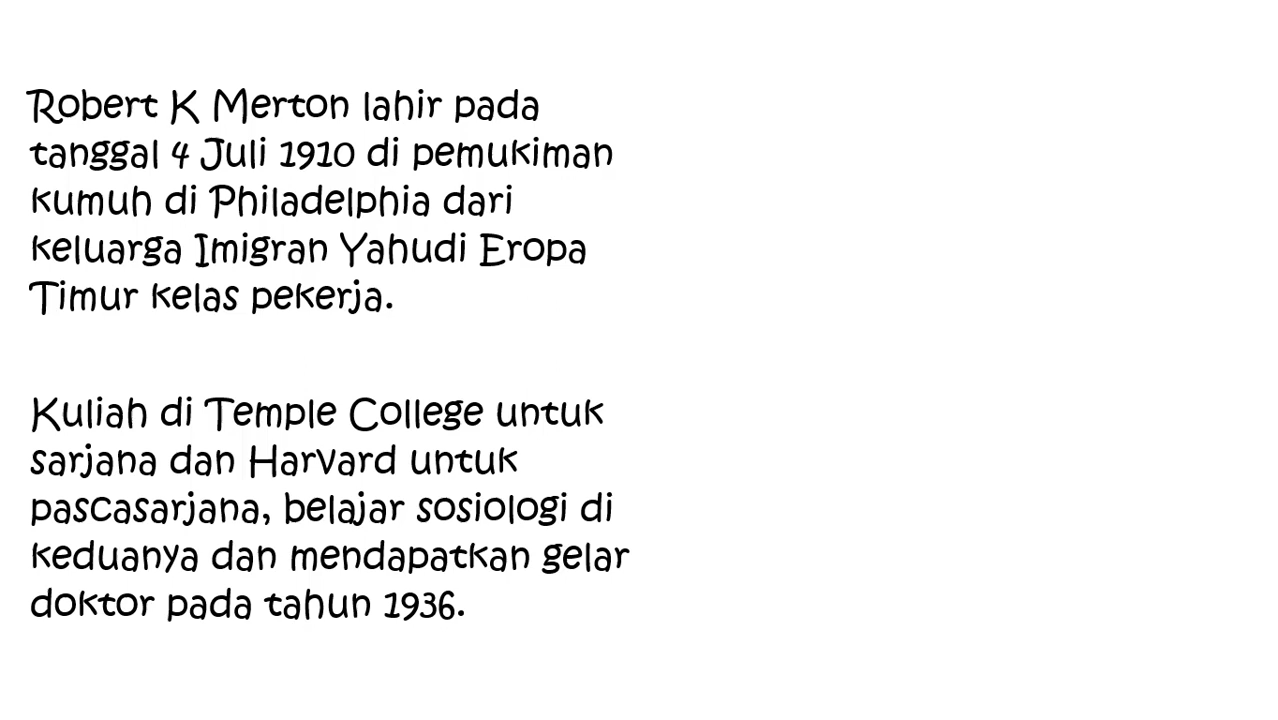 Robert K Merton lahir pada
tanggal 4 Juli 1910 di pemukiman
kumuh di Philadelphia dari
keluarga Imigran Yahudi Eropa
Timur kelas pekerja.
Kuliah di Temple College untuk
sarjana dan Harvard untuk
pascasarjana, belajar sosiologi di
keduanya dan mendapatkan gelar
doktor pada tahun 1936.